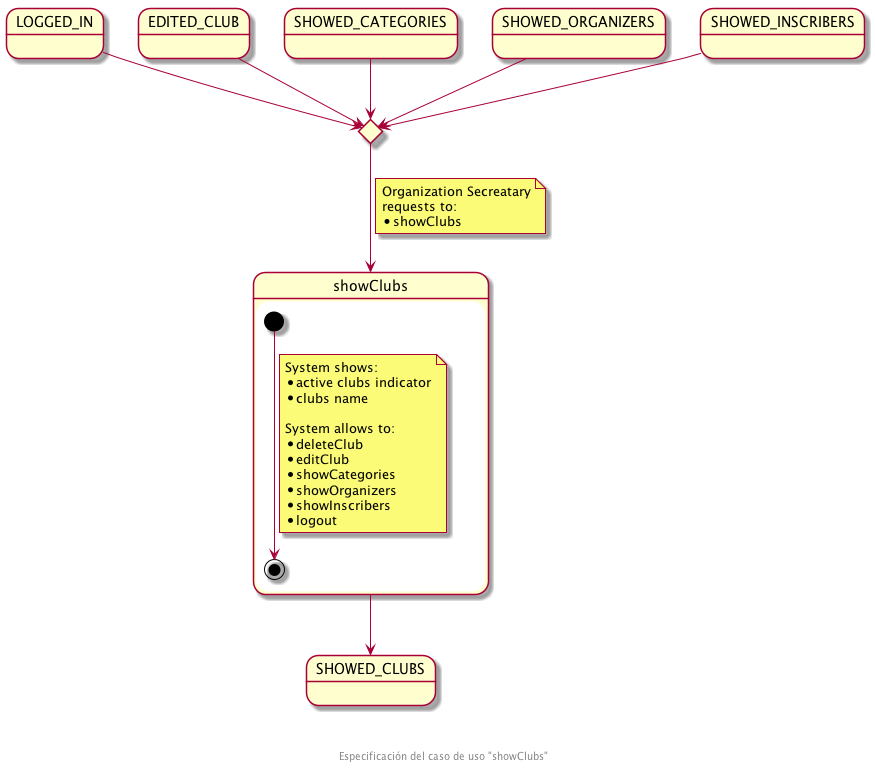 LOGGED_IN
EDITED_CLUB
SHOWED_CATEGORIES
SHOWED_ORGANIZERS
SHOWED_INSCRIBERS
Organization Secreatary
requests to:
• showClubs
showClubs
System shows:
• active clubs indicator
• clubs name
System allows to:
• deleteClub
• editClub
• showCategories
• showOrganizers
• showInscribers
• logout
SHOWED_CLUBS
Especificación del caso de uso "showClubs"